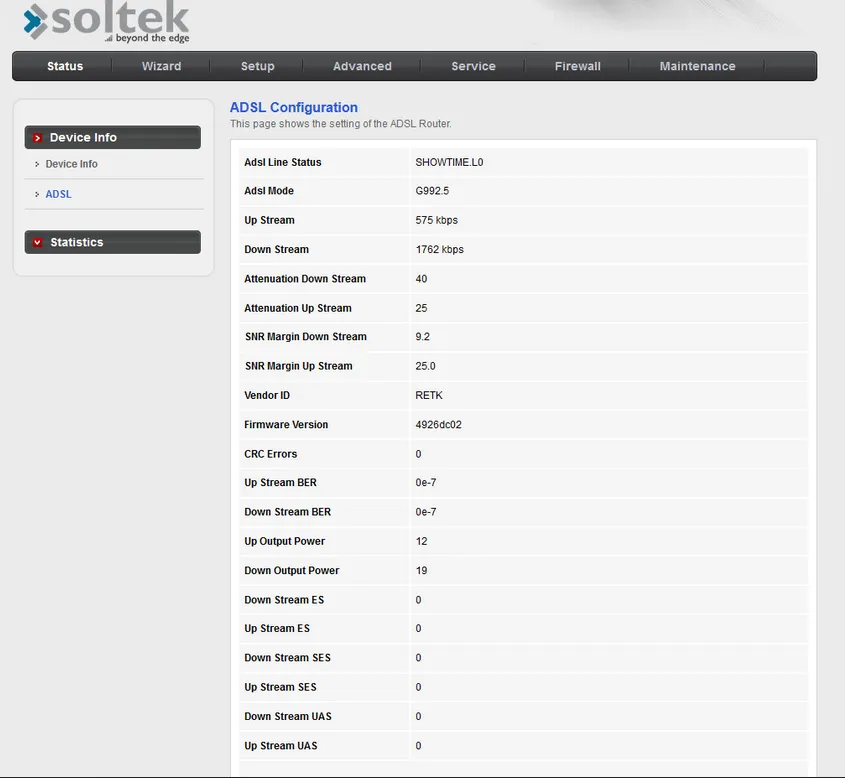 soltek
...beyond the edge
Status Wizard Setup Advanced Service Firewall Maintenance
Device Info
Device Info
ADSL
Statistics
ADSL Configuration
This page shows the setting of the ADSL Router.
Adsl Line Status SHOWTIME.L0
Adsl Mode G992.5
Up Stream 575 kbps
Down Stream 1762 kbps
Attenuation Down Stream 40
Attenuation Up Stream 25
SNR Margin Down Stream 9.2
SNR Margin Up Stream 25.0
Vendor ID RETK
Firmware Version 4926dc02
CRC Errors 0
Up Stream BER 0e-7
Down Stream BER 0e-7
Up Output Power 12
Down Output Power 19
Down Stream ES 0
Up Stream ES 0
Down Stream SES 0
Up Stream SES 0
Down Stream UAS 0
Up Stream UAS 0